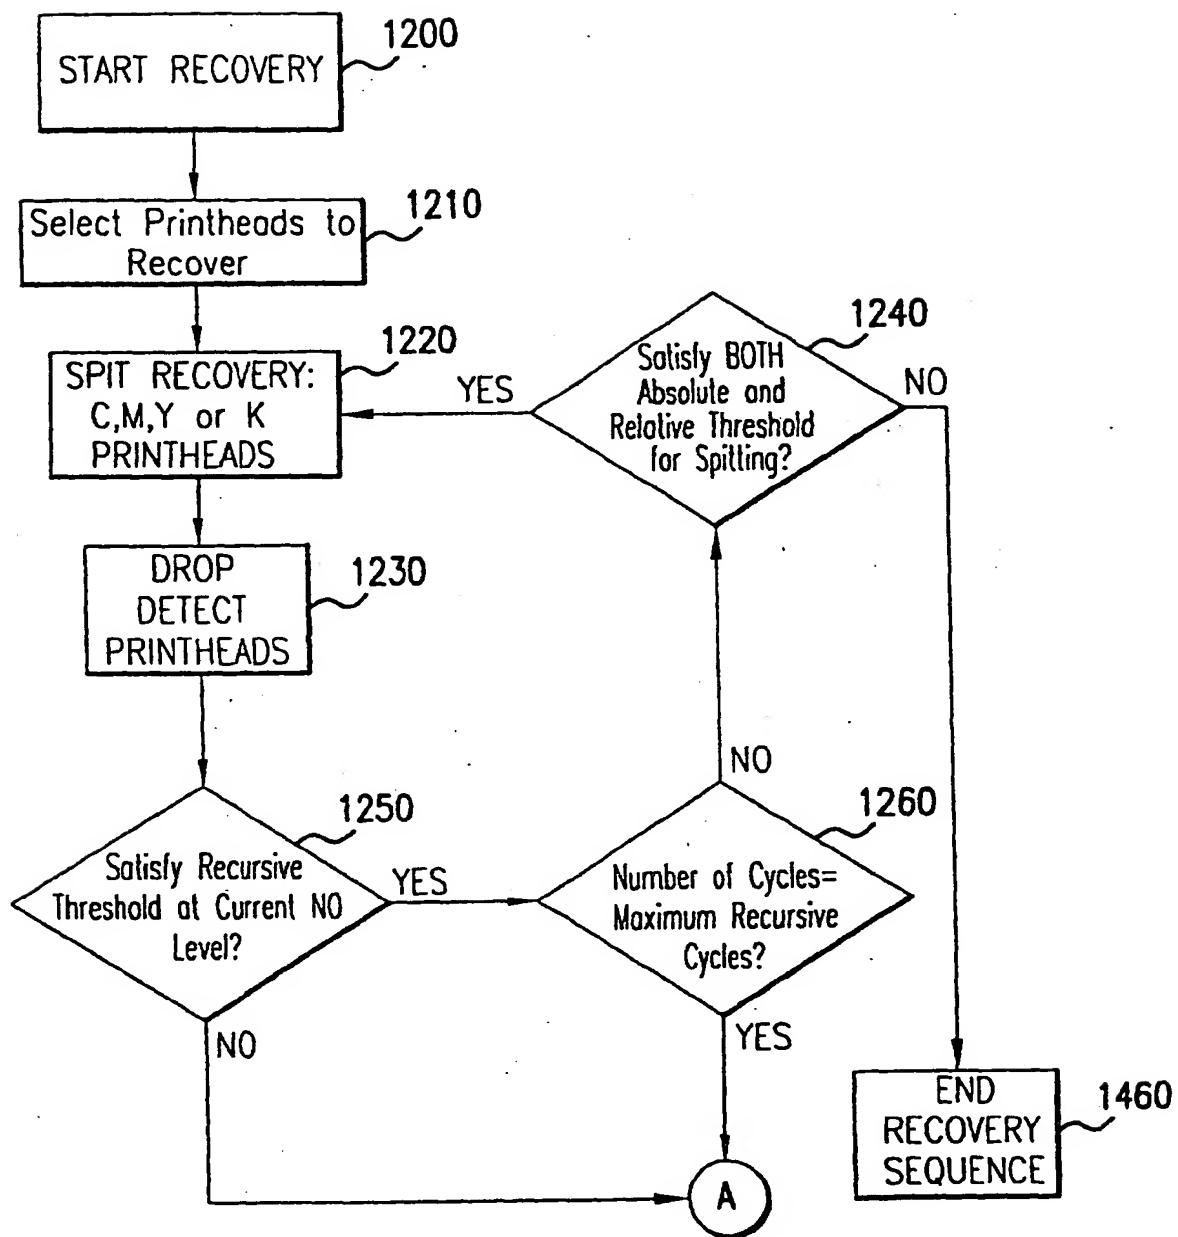 START RECOVERY
1200
Select Printheads to
Recover
1210
SPIT RECOVERY:
C,M,Y or K
PRINTHEADS
1220
YES
Satisfy BOTH
Absolute and
Relative Threshold
for Spitting?
1240
NO
DROP
DETECT
PRINTHEADS
1230
NO
Satisfy Recursive
Threshold at Current NO
Level?
1250
YES
Number of Cycles=
Maximum Recursive
Cycles?
1260
NO
YES
END
RECOVERY
SEQUENCE
1460
A